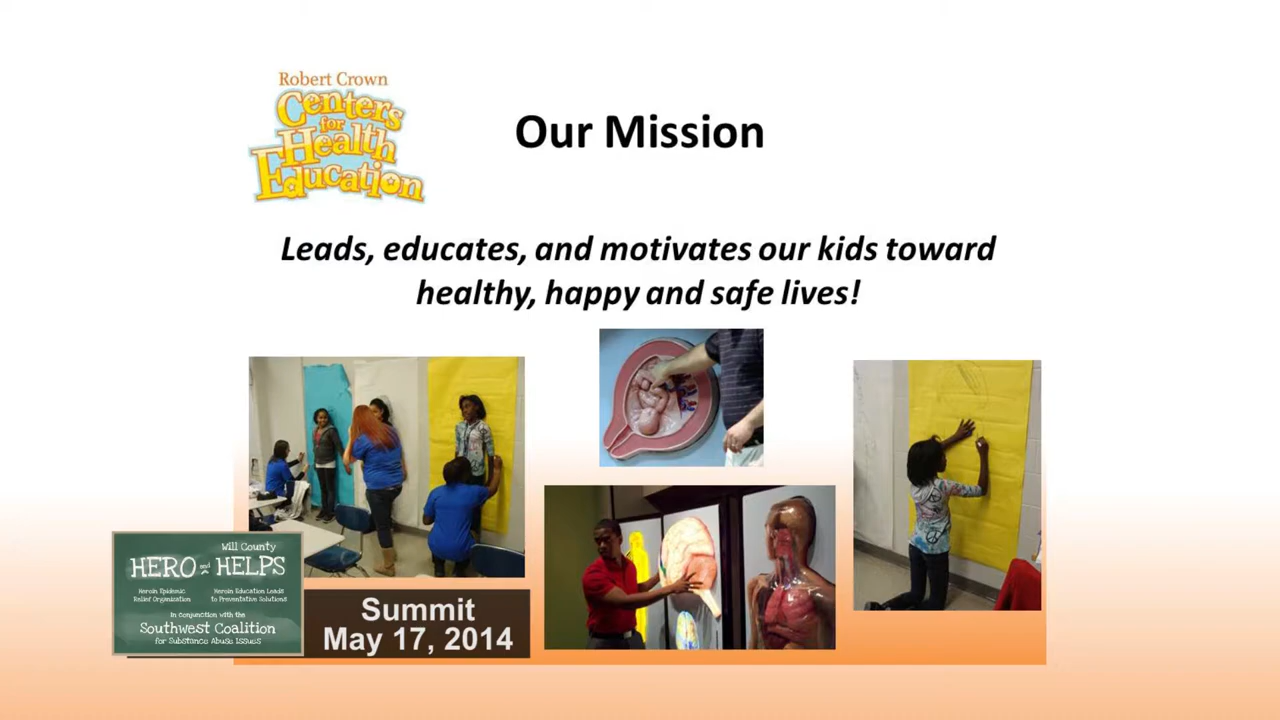 Robert Crown
Centers
for
Health
Education
Our Mission
Leads, educates, and motivates our kids toward
healthy, happy and safe lives!
Will County
HERO and HELPS
Heroin Epidemic
Relief Organization
Heroin Education Leads
to Preventative Solutions
In conjunction with the
Southwest Coalition
for Substance Abuse Issues
Summit
May 17, 2014